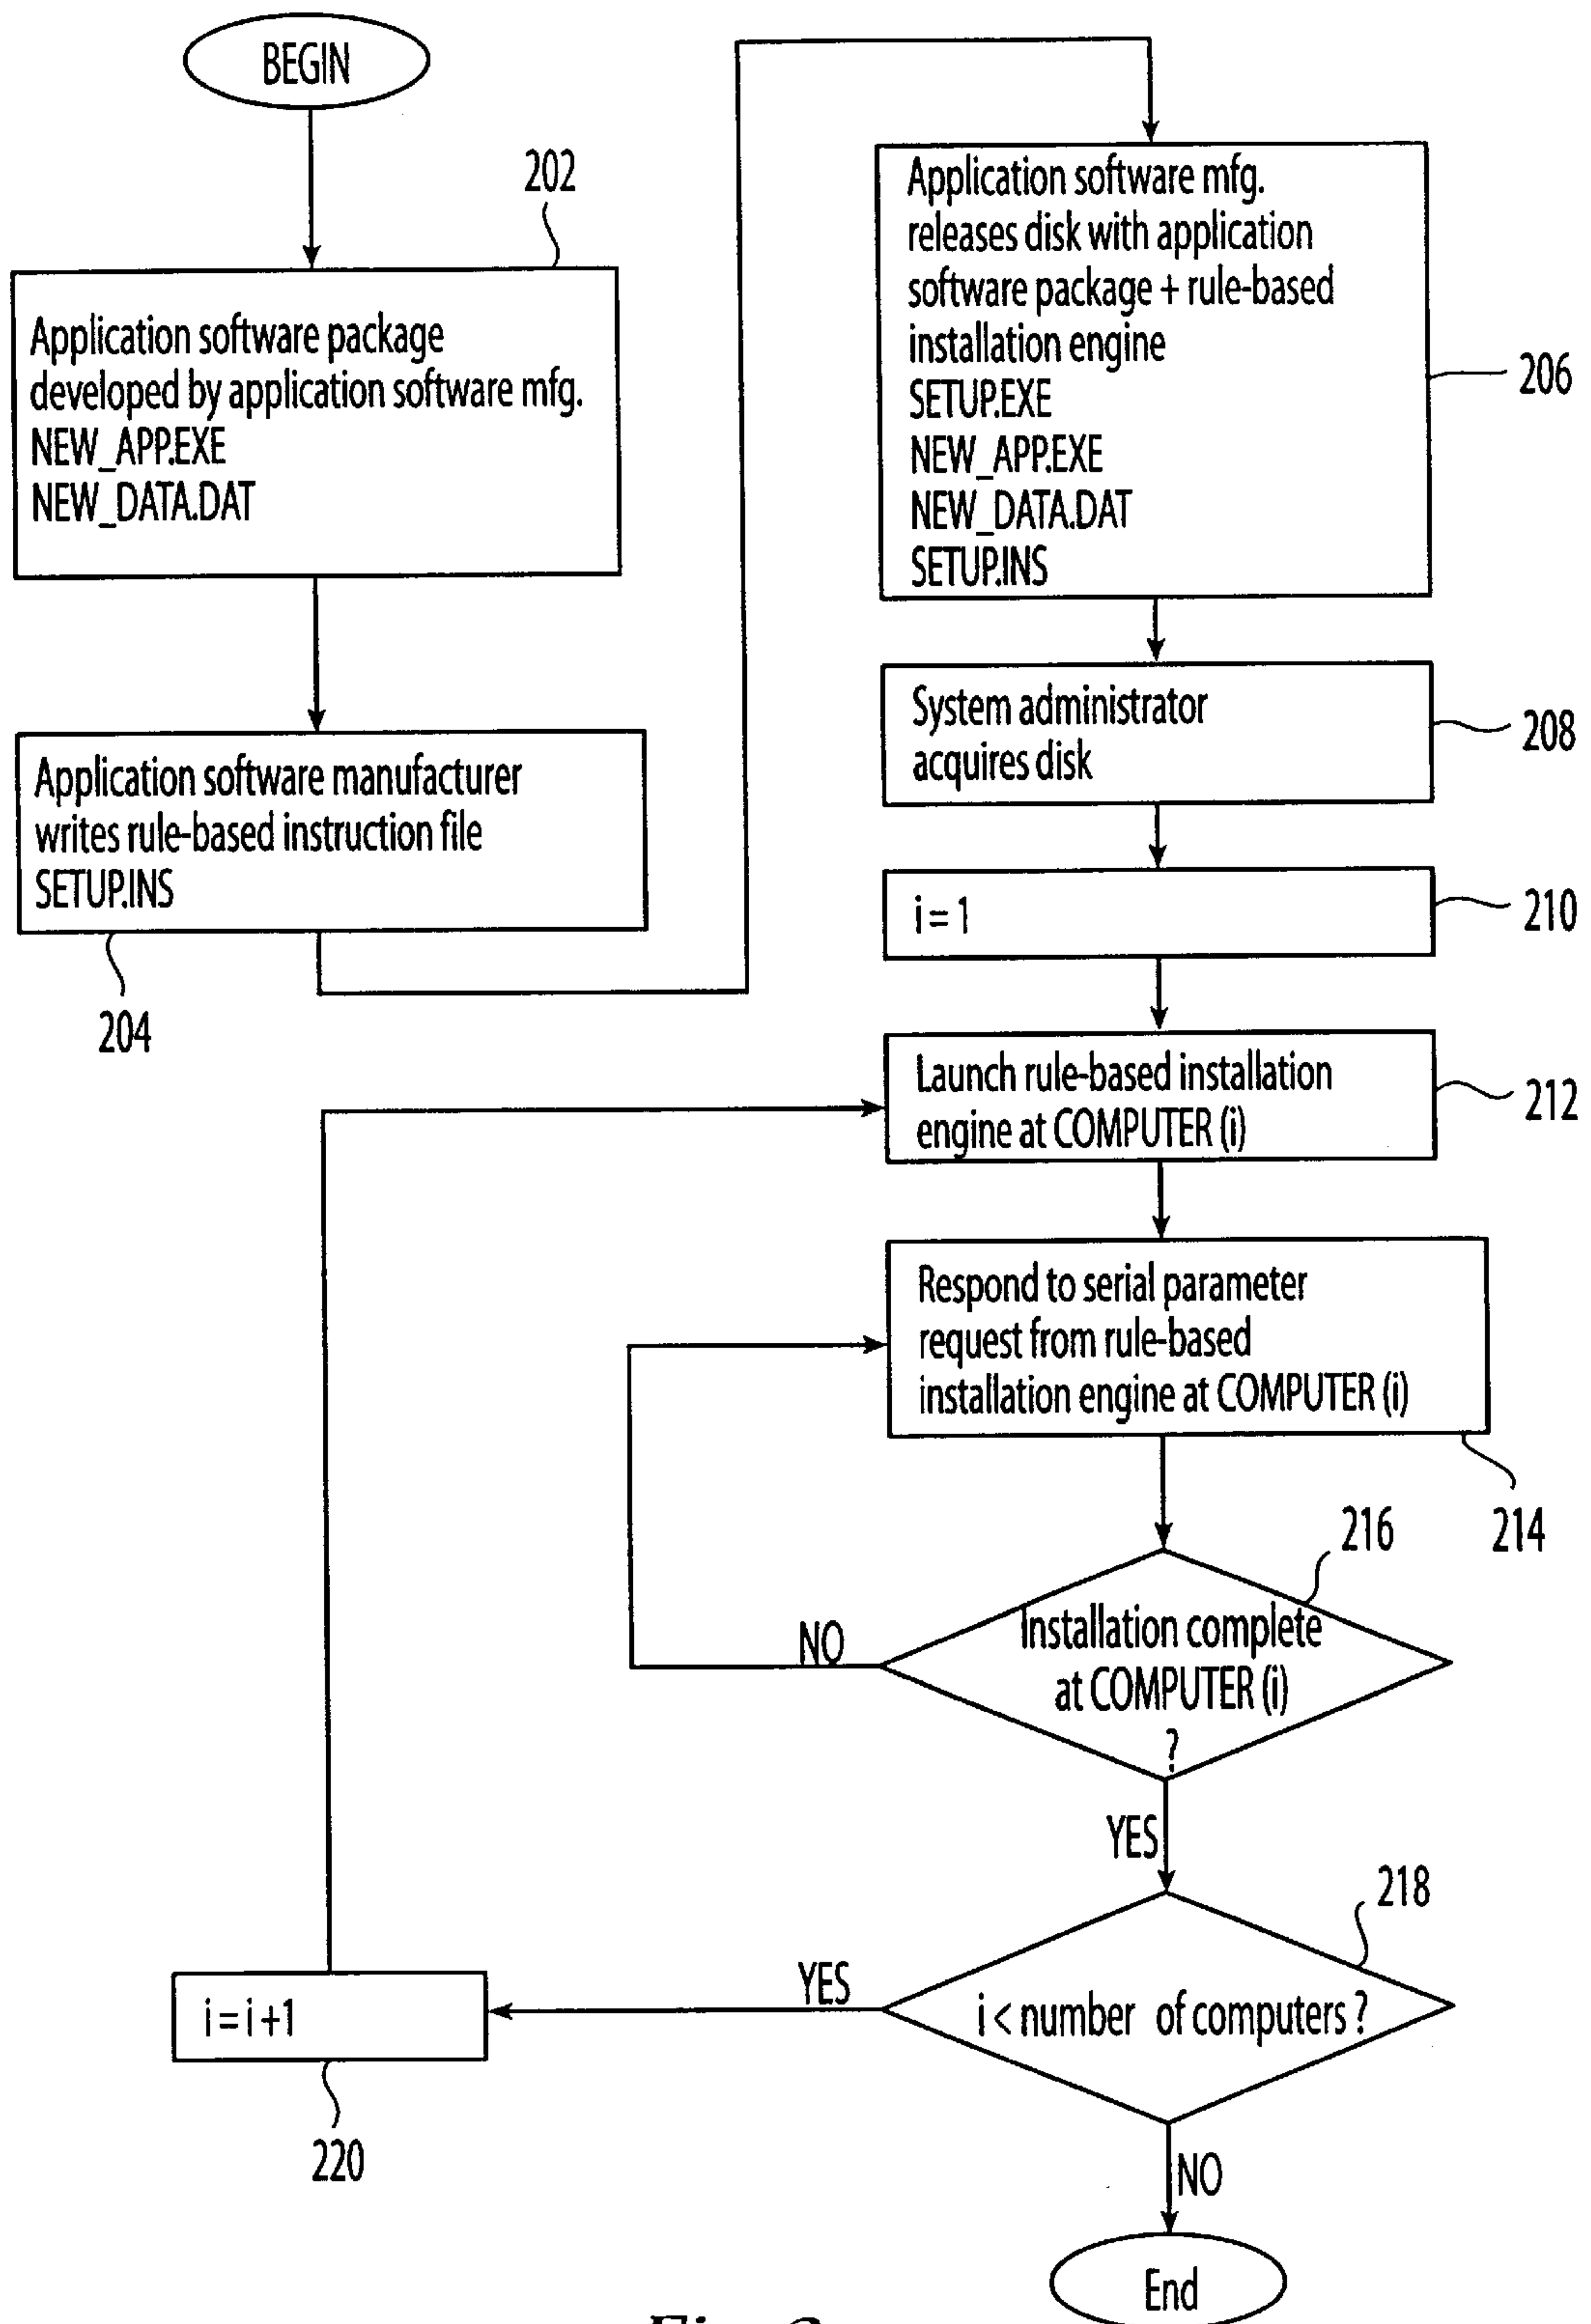 BEGIN
202
Application software package
developed by application software mfg.
NEW_APP.EXE
NEW_DATA.DAT
Application software manufacturer
writes rule-based instruction file
SETUP.INS
204
Application software mfg.
releases disk with application
software package + rule-based
installation engine
SETUP.EXE
NEW_APP.EXE
NEW_DATA.DAT
SETUP.INS
206
System administrator
acquires disk
208
i = 1
210
Launch rule-based installation
engine at COMPUTER (i)
212
Respond to serial parameter
request from rule-based
installation engine at COMPUTER (i)
214
216
Installation complete
at COMPUTER (i)
?
NO
YES
218
i < number of computers ?
YES
i = i +1
220
NO
End